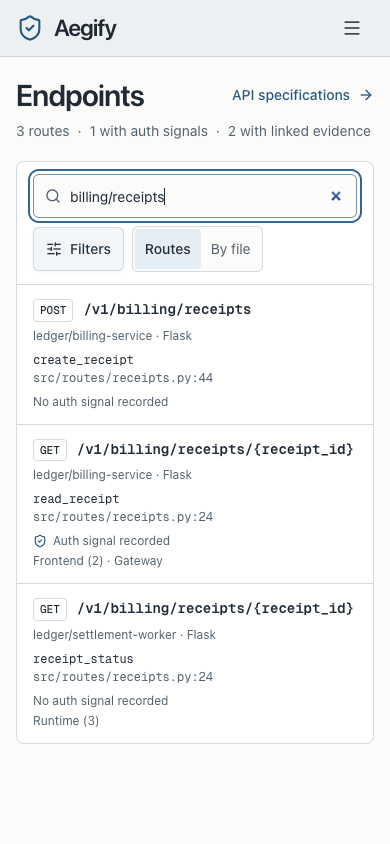 Aegify
Endpoints
API specifications
3 routes · 1 with auth signals · 2 with linked evidence
billing/receipts
Filters
Routes
By file
POST /v1/billing/receipts
ledger/billing-service · Flask
create_receipt
src/routes/receipts.py:44
No auth signal recorded
GET /v1/billing/receipts/{receipt_id}
ledger/billing-service · Flask
read_receipt
src/routes/receipts.py:24
Auth signal recorded
Frontend (2) · Gateway
GET /v1/billing/receipts/{receipt_id}
ledger/settlement-worker · Flask
receipt_status
src/routes/receipts.py:24
No auth signal recorded
Runtime (3)